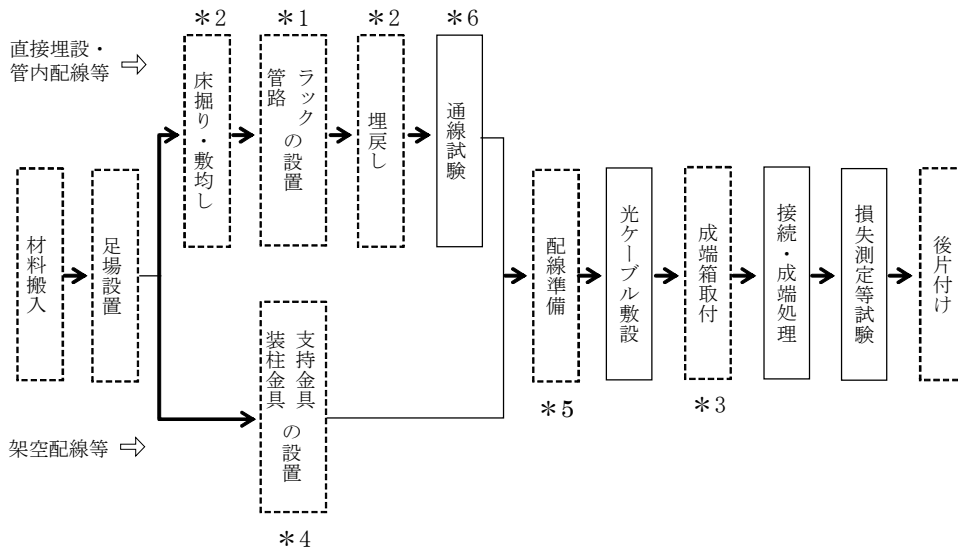 ＊2
＊1
＊2
＊6
直接埋設・
管内配線等
床掘り・敷均し
ラック
管路
の設置
埋戻し
通線試験
材料搬入
足場設置
配線準備
光ケーブル敷設
成端箱取付
接続・成端処理
損失測定等試験
後片付け
＊5
＊3
架空配線等
支持金具
装柱金具
の設置
＊4